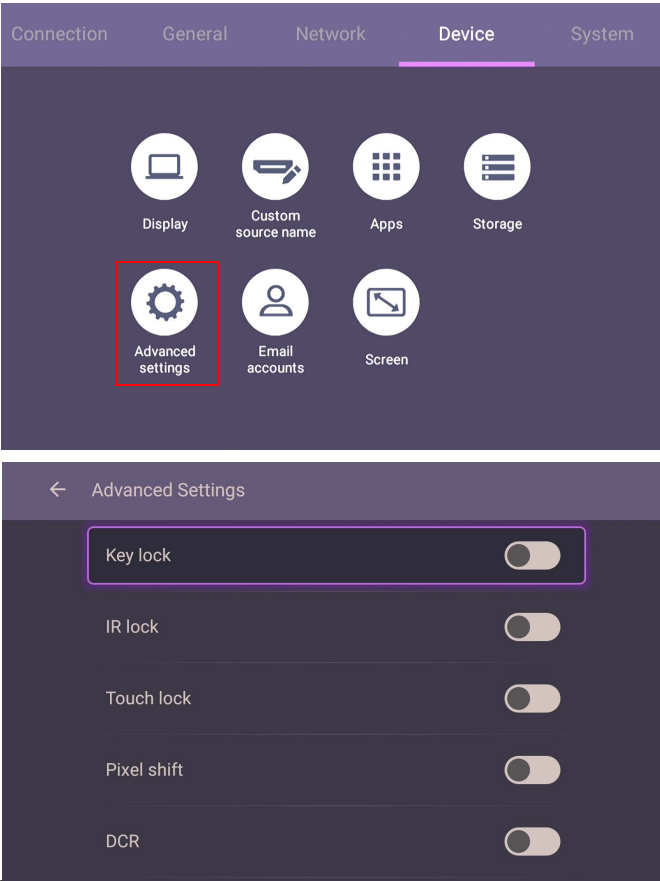 Connection General Network Device System
Display Custom source name Apps Storage
Advanced settings Email accounts Screen
Advanced Settings
Key lock
IR lock
Touch lock
Pixel shift
DCR